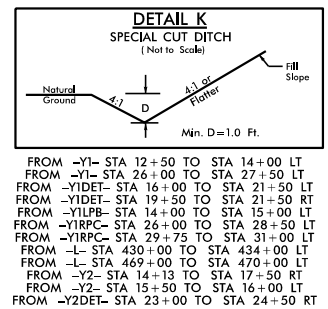 DETAIL K
SPECIAL CUT DITCH
( Not to Scale)
Natural
Ground
4:1
D
4:1 or
Flatter
Fill
Slope
Min. D=1.0 Ft.
FROM -Y1- STA 12+50 TO STA 14+00 LT
FROM -Y1- STA 26+00 TO STA 27+50 LT
FROM -Y1DET- STA 16+00 TO STA 21+50 LT
FROM -Y1DET- STA 19+50 TO STA 21+50 RT
FROM -Y1LPB- STA 14+00 TO STA 15+00 LT
FROM -Y1RPC- STA 26+00 TO STA 28+50 LT
FROM -Y1RPC- STA 29+75 TO STA 31+00 LT
FROM -L- STA 430+00 TO STA 434+00 LT
FROM -L- STA 469+00 TO STA 470+00 LT
FROM -Y2- STA 14+13 TO STA 17+50 RT
FROM -Y2- STA 15+50 TO STA 16+00 LT
FROM -Y2DET- STA 23+00 TO STA 24+50 RT